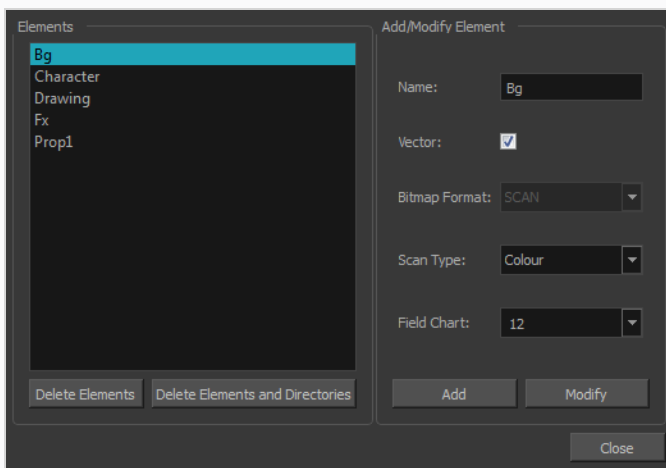 Elements
Bg
Character
Drawing
Fx
Prop1
Delete Elements
Delete Elements and Directories
Add/Modify Element
Name: Bg
Vector:
Bitmap Format: SCAN
Scan Type: Colour
Field Chart: 12
Add
Modify
Close